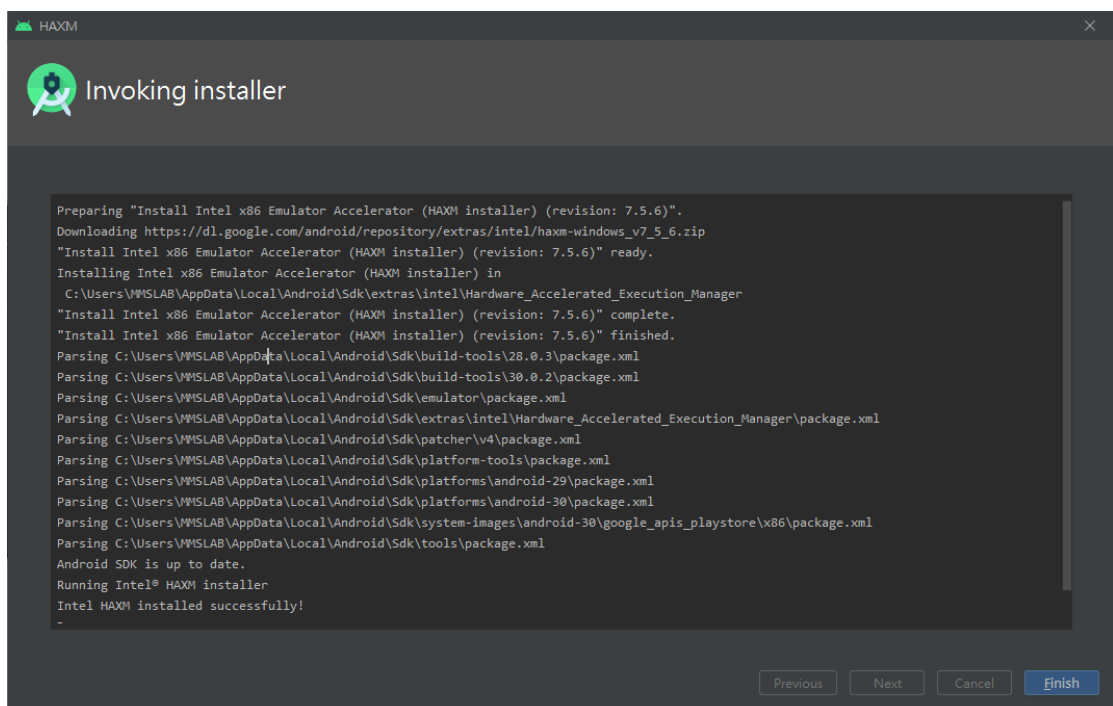 HAXM
Invoking installer
Preparing "Install Intel x86 Emulator Accelerator (HAXM installer) (revision: 7.5.6)".
Downloading https://dl.google.com/android/repository/extras/intel/haxm-windows_v7_5_6.zip
"Install Intel x86 Emulator Accelerator (HAXM installer) (revision: 7.5.6)" ready.
Installing Intel x86 Emulator Accelerator (HAXM installer) in
C:\Users\MMSLAB\AppData\Local\Android\Sdk\extras\intel\Hardware_Accelerated_Execution_Manager
"Install Intel x86 Emulator Accelerator (HAXM installer) (revision: 7.5.6)" complete.
"Install Intel x86 Emulator Accelerator (HAXM installer) (revision: 7.5.6)" finished.
Parsing C:\Users\MMSLAB\AppData\Local\Android\Sdk\build-tools\28.0.3\package.xml
Parsing C:\Users\MMSLAB\AppData\Local\Android\Sdk\build-tools\30.0.2\package.xml
Parsing C:\Users\MMSLAB\AppData\Local\Android\Sdk\emulator\package.xml
Parsing C:\Users\MMSLAB\AppData\Local\Android\Sdk\extras\intel\Hardware_Accelerated_Execution_Manager\package.xml
Parsing C:\Users\MMSLAB\AppData\Local\Android\Sdk\patcher\v4\package.xml
Parsing C:\Users\MMSLAB\AppData\Local\Android\Sdk\platform-tools\package.xml
Parsing C:\Users\MMSLAB\AppData\Local\Android\Sdk\platforms\android-29\package.xml
Parsing C:\Users\MMSLAB\AppData\Local\Android\Sdk\platforms\android-30\package.xml
Parsing C:\Users\MMSLAB\AppData\Local\Android\Sdk\system-images\android-30\google_apis_playstore\x86\package.xml
Parsing C:\Users\MMSLAB\AppData\Local\Android\Sdk\tools\package.xml
Android SDK is up to date.
Running Intel® HAXM installer
Intel HAXM installed successfully!
Previous Next Cancel Finish